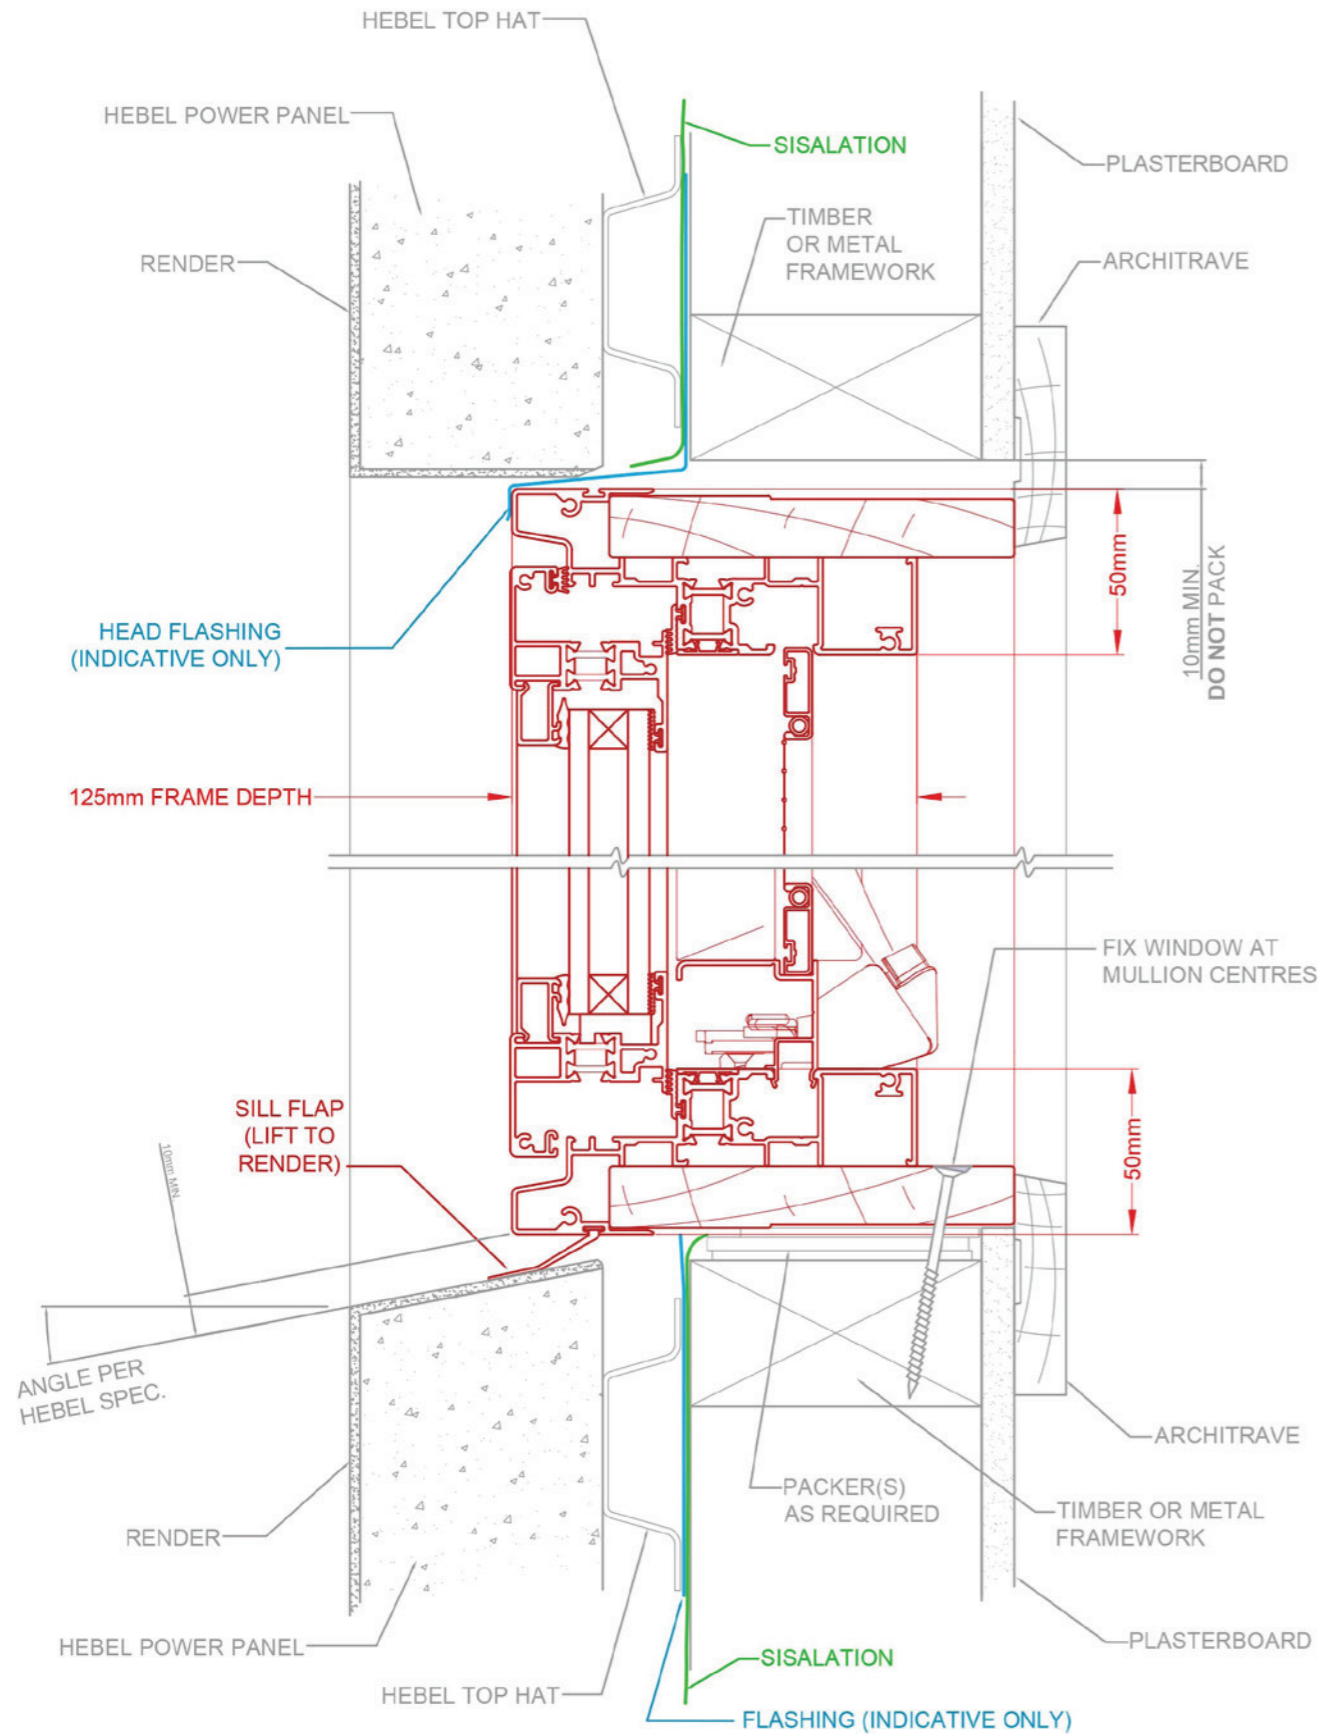 HEBEL TOP HAT
HEBEL POWER PANEL
SISALATION
PLASTERBOARD
TIMBER
OR METAL
FRAMEWORK
RENDER
ARCHITRAVE
50mm
10mm MIN.
DO NOT PACK
HEAD FLASHING
(INDICATIVE ONLY)
125mm FRAME DEPTH
FIX WINDOW AT
MULLION CENTRES
SILL FLAP
(LIFT TO
RENDER)
50mm
10mm MIN
ANGLE PER
HEBEL SPEC.
ARCHITRAVE
PACKER(S)
AS REQUIRED
TIMBER OR METAL
FRAMEWORK
RENDER
HEBEL POWER PANEL
PLASTERBOARD
SISALATION
HEBEL TOP HAT
FLASHING (INDICATIVE ONLY)